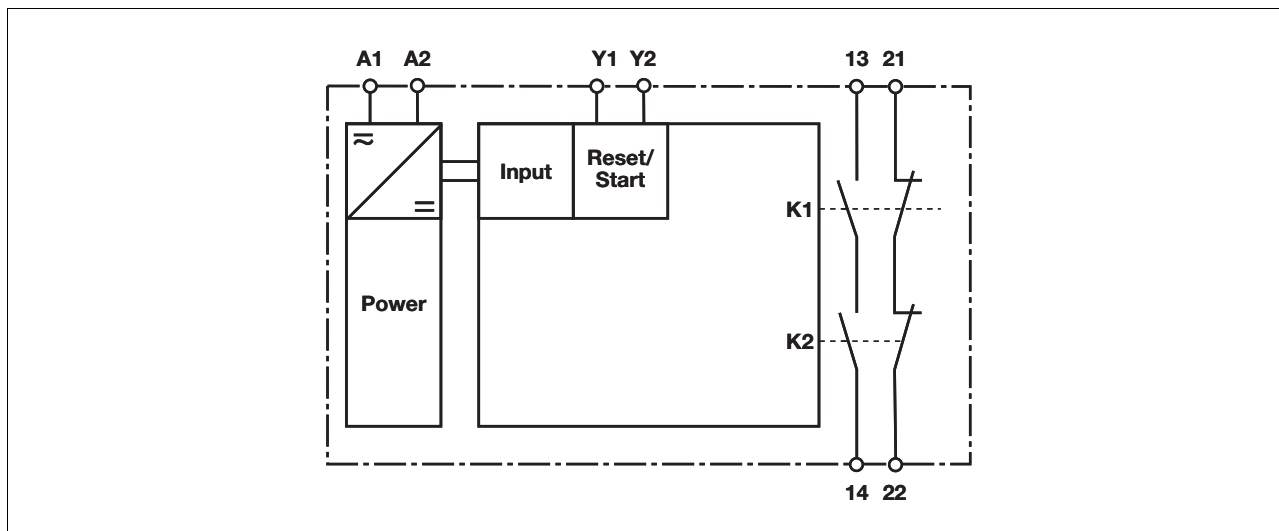 A1 A2 Y1 Y2 13 21
Input
Reset/
Start
K1
Power
K2
14 22